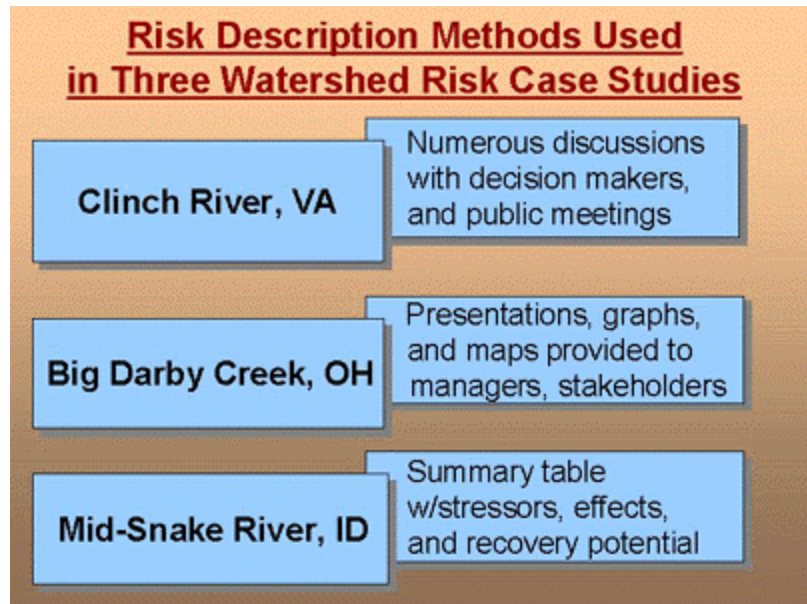 Risk Description Methods Used
in Three Watershed Risk Case Studies
Clinch River, VA
Numerous discussions
with decision makers,
and public meetings
Big Darby Creek, OH
Presentations, graphs,
and maps provided to
managers, stakeholders
Mid-Snake River, ID
Summary table
w/stressors, effects,
and recovery potential